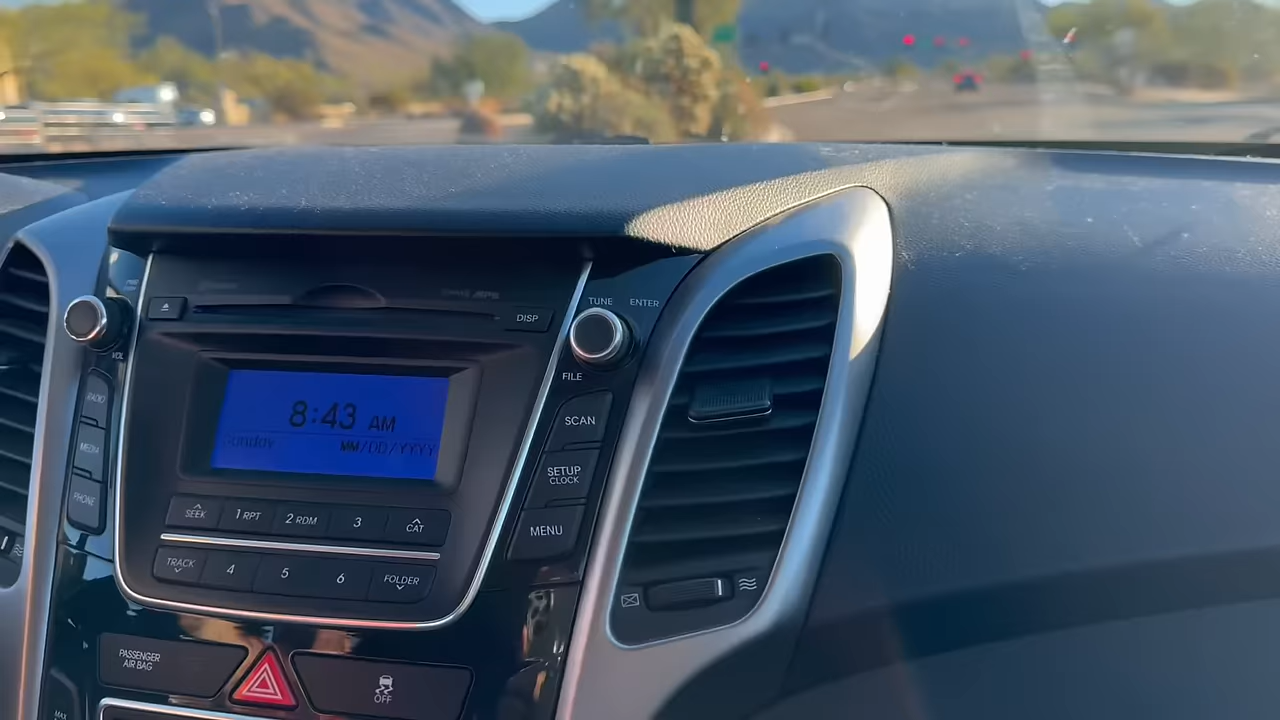 DISP
TUNE ENTER
VOL
FILE
RADIO
MEDIA
PHONE
8:43 AM
Sunday MM/DD/YYYY
SCAN
SETUP
CLOCK
MENU
SEEK 1 RPT 2 RDM 3 CAT
TRACK 4 5 6 FOLDER
PASSENGER
AIR BAG
OFF
MAX